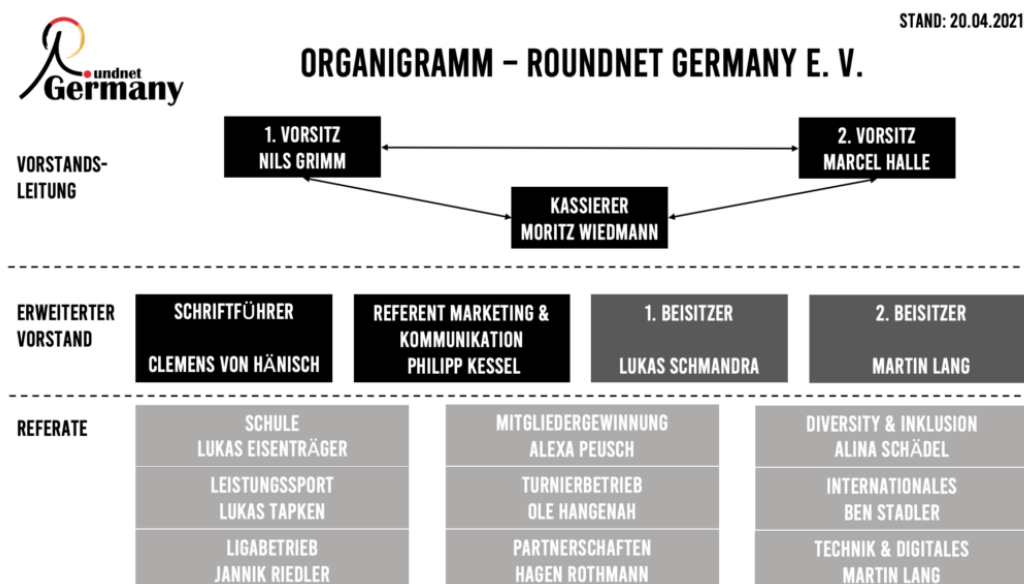 STAND: 20.04.2021
undnet
Germany
ORGANIGRAMM – ROUNDNET GERMANY E. V.
VORSTANDS-
LEITUNG
1. VORSITZ
NILS GRIMM
2. VORSITZ
MARCEL HALLE
KASSIERER
MORITZ WIEDMANN
ERWEITERTER
VORSTAND
SCHRIFTFÜHRER
CLEMENS VON HÄNISCH
REFERENT MARKETING &
KOMMUNIKATION
PHILIPP KESSEL
1. BEISITZER
LUKAS SCHMANDRA
2. BEISITZER
MARTIN LANG
REFERATE
SCHULE
LUKAS EISENTRÄGER
MITGLIEDERGEWINNUNG
ALEXA PEUSCH
DIVERSITY & INKLUSION
ALINA SCHÄDEL
LEISTUNGSSPORT
LUKAS TAPKEN
TURNIERBETRIEB
OLE HANGENAH
INTERNATIONALES
BEN STADLER
LIGABETRIEB
JANNIK RIEDLER
PARTNERSCHAFTEN
HAGEN ROTHMANN
TECHNIK & DIGITALES
MARTIN LANG